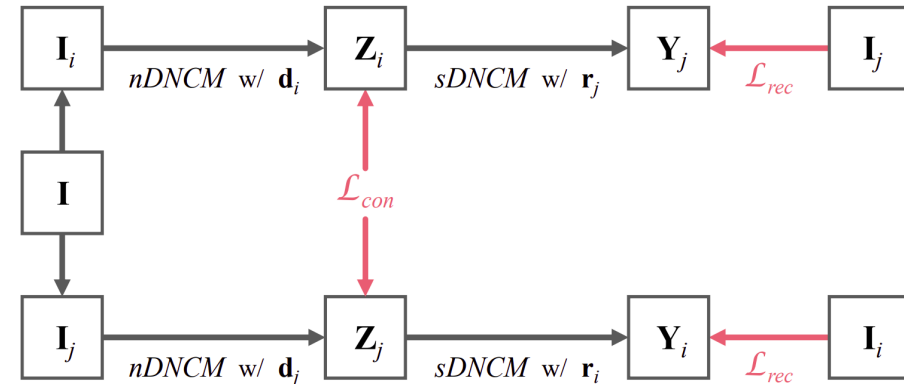 I_i Z_i Y_j I_j
nDNCM w/ d_i sDNCM w/ r_j ℒ_rec
I ℒ_con
I_j Z_j Y_i I_i
nDNCM w/ d_j sDNCM w/ r_i ℒ_rec